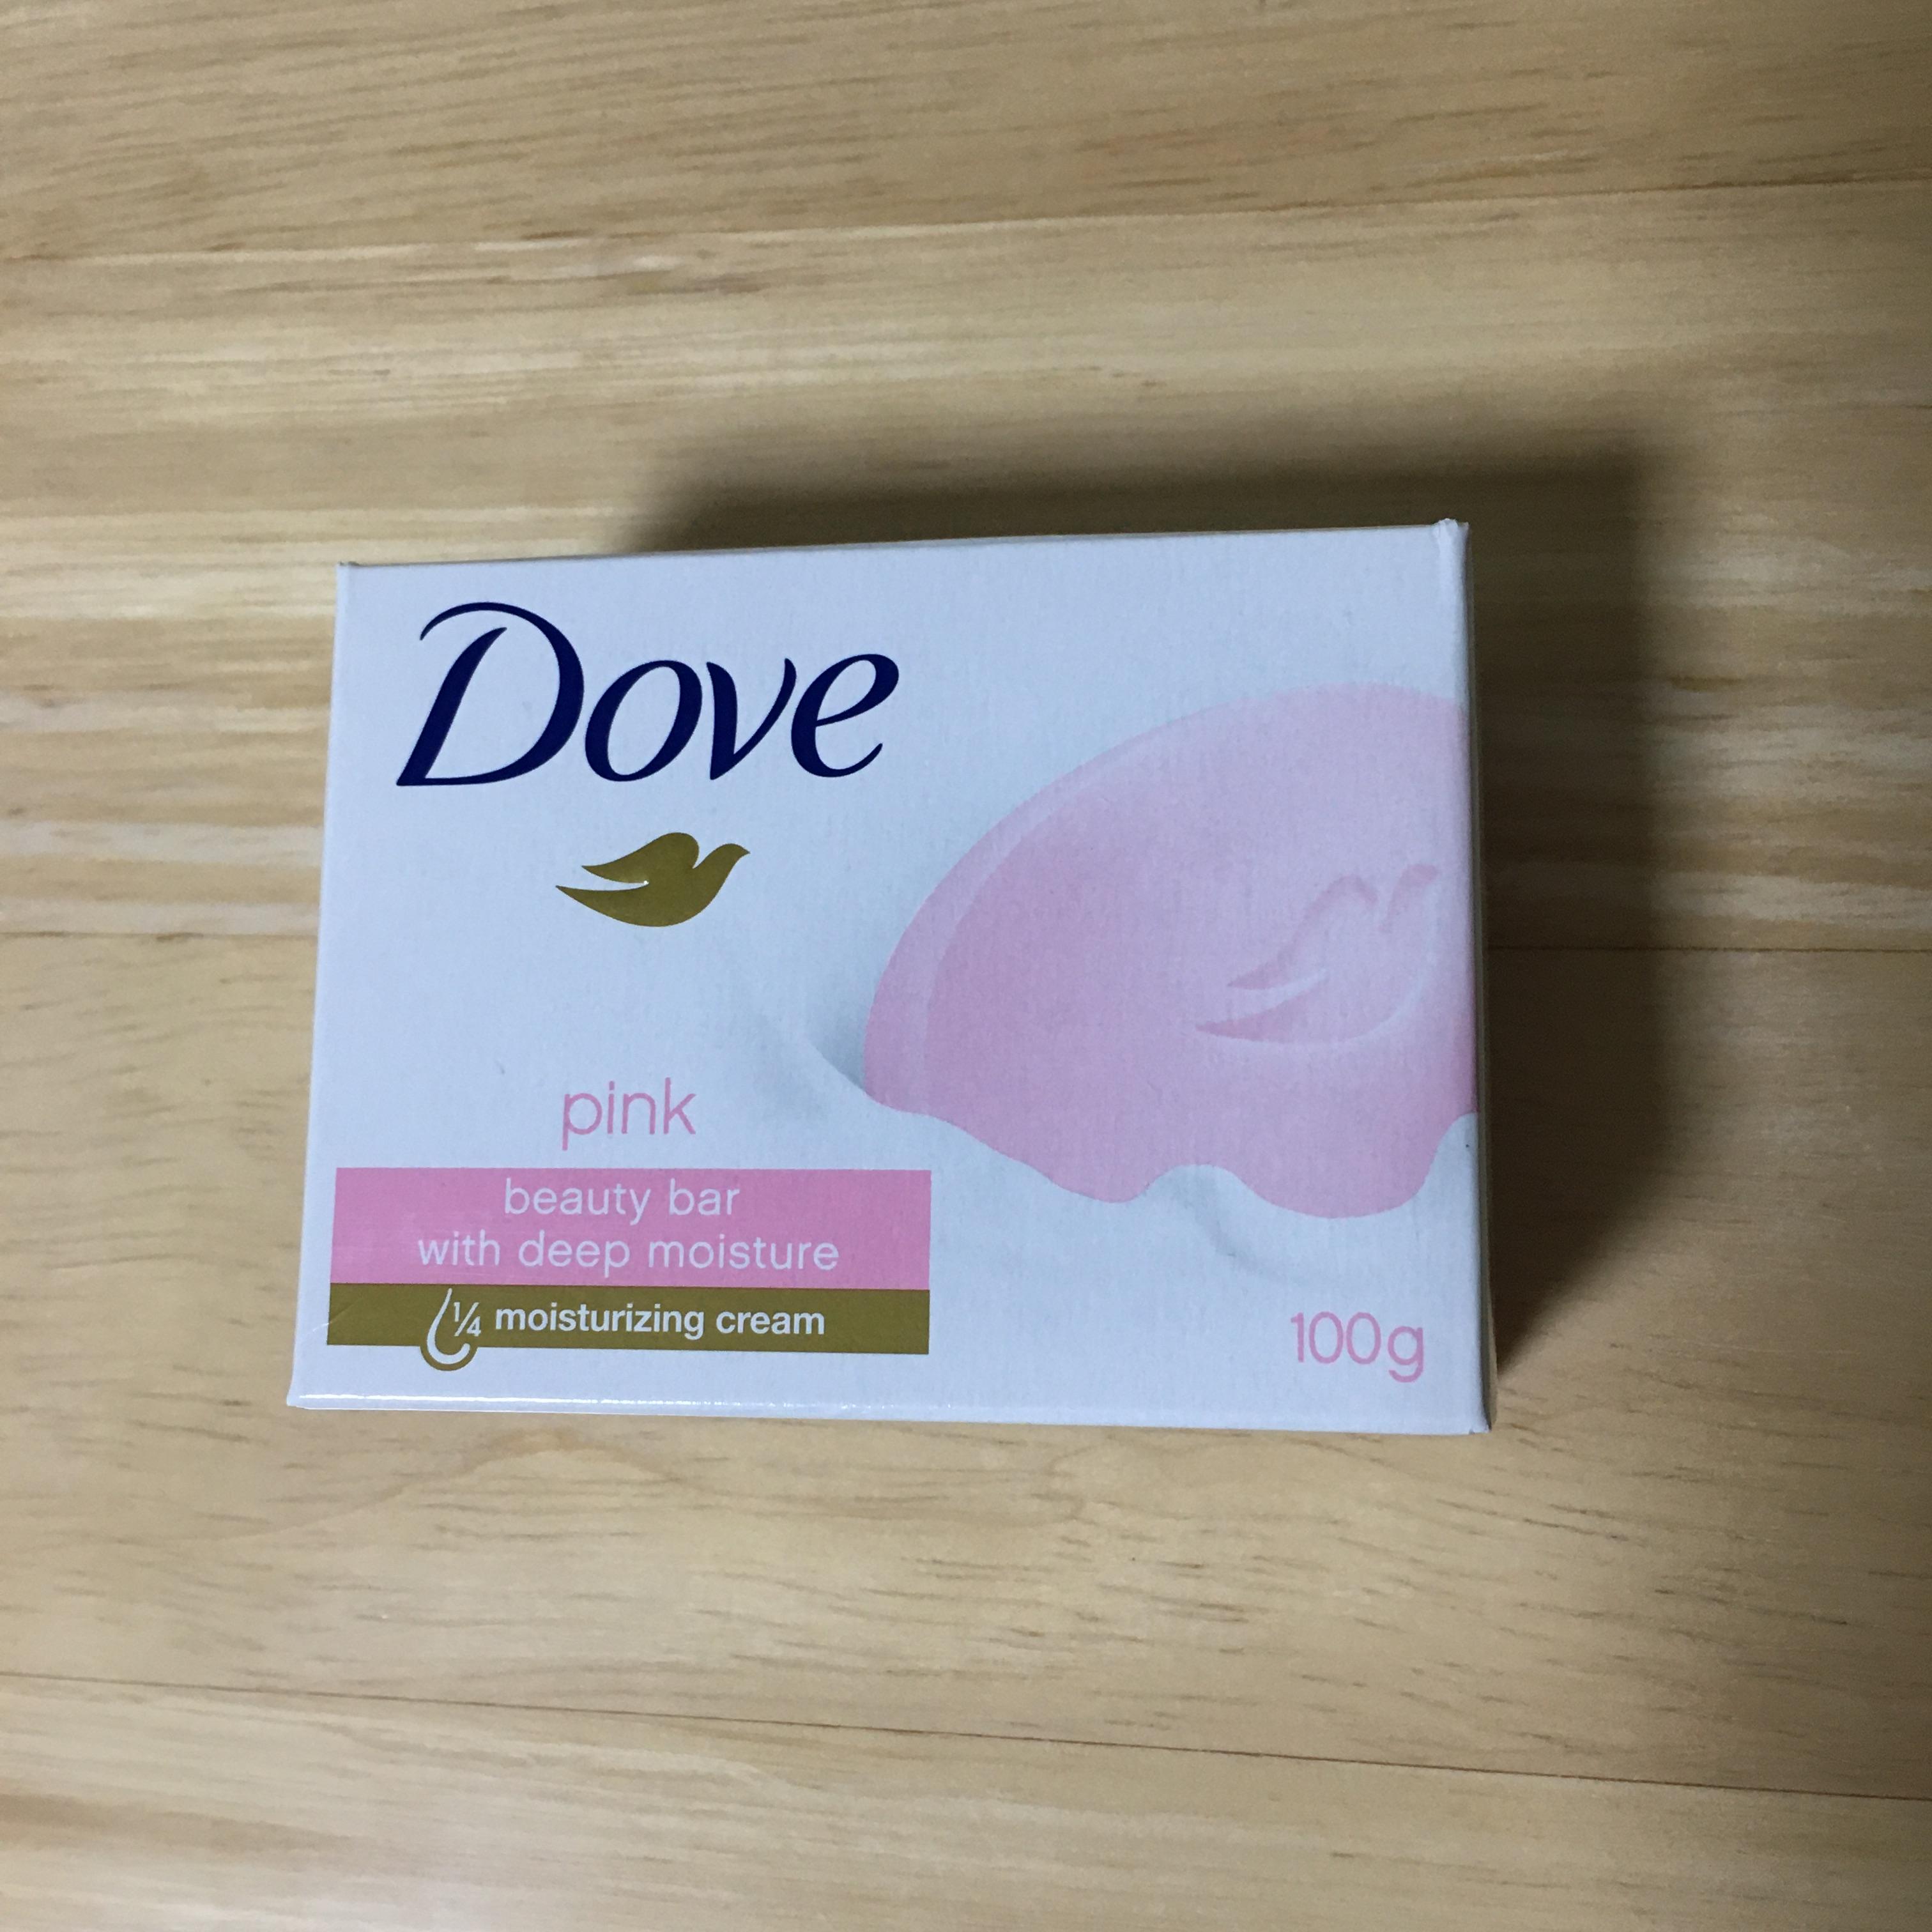 Dove
pink
beauty bar
with deep moisture
¼ moisturizing cream
100g